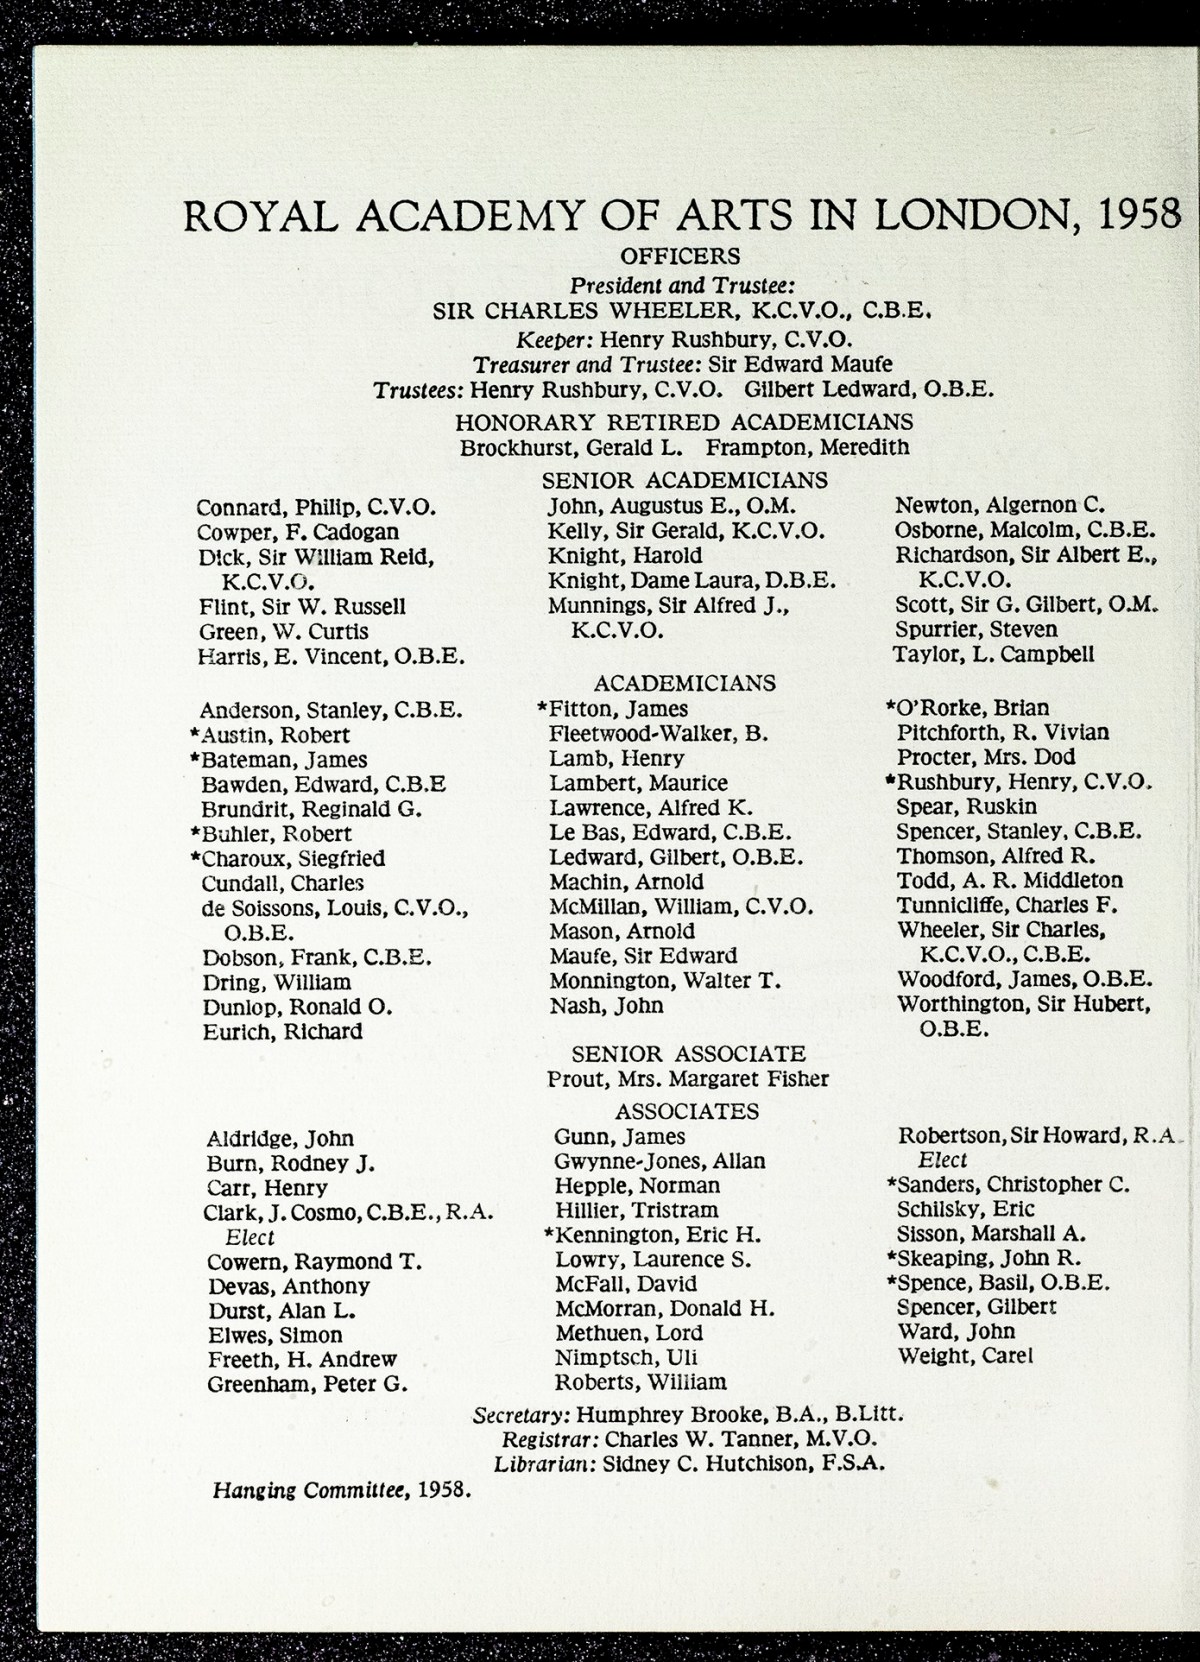 ROYAL ACADEMY OF ARTS IN LONDON, 1958
OFFICERS
President and Trustee:
SIR CHARLES WHEELER, K.C.V.O., C.B.E.
Keeper: Henry Rushbury, C.V.O.
Treasurer and Trustee: Sir Edward Maufe
Trustees: Henry Rushbury, C.V.O. Gilbert Ledward, O.B.E.
HONORARY RETIRED ACADEMICIANS
Brockhurst, Gerald L. Frampton, Meredith
SENIOR ACADEMICIANS
Connard, Philip, C.V.O.
Cowper, F. Cadogan
Dick, Sir William Reid,
K.C.V.O.
Flint, Sir W. Russell
Green, W. Curtis
Harris, E. Vincent, O.B.E.
John, Augustus E., O.M.
Kelly, Sir Gerald, K.C.V.O.
Knight, Harold
Knight, Dame Laura, D.B.E.
Munnings, Sir Alfred J.,
K.C.V.O.
Newton, Algernon C.
Osborne, Malcolm, C.B.E.
Richardson, Sir Albert E.,
K.C.V.O.
Scott, Sir G. Gilbert, O.M.
Spurrier, Steven
Taylor, L. Campbell
ACADEMICIANS
Anderson, Stanley, C.B.E.
*Austin, Robert
*Bateman, James
Bawden, Edward, C.B.E
Brundrit, Reginald G.
*Buhler, Robert
*Charoux, Siegfried
Cundall, Charles
de Soissons, Louis, C.V.O.,
O.B.E.
Dobson, Frank, C.B.E.
Dring, William
Dunlop, Ronald O.
Eurich, Richard
*Fitton, James
Fleetwood-Walker, B.
Lamb, Henry
Lambert, Maurice
Lawrence, Alfred K.
Le Bas, Edward, C.B.E.
Ledward, Gilbert, O.B.E.
Machin, Arnold
McMillan, William, C.V.O.
Mason, Arnold
Maufe, Sir Edward
Monnington, Walter T.
Nash, John
*O'Rorke, Brian
Pitchforth, R. Vivian
Procter, Mrs. Dod
*Rushbury, Henry, C.V.O.
Spear, Ruskin
Spencer, Stanley, C.B.E.
Thomson, Alfred R.
Todd, A. R. Middleton
Tunnicliffe, Charles F.
Wheeler, Sir Charles,
K.C.V.O., C.B.E.
Woodford, James, O.B.E.
Worthington, Sir Hubert,
O.B.E.
SENIOR ASSOCIATE
Prout, Mrs. Margaret Fisher
ASSOCIATES
Aldridge, John
Burn, Rodney J.
Carr, Henry
Clark, J. Cosmo, C.B.E., R.A.
Elect
Cowern, Raymond T.
Devas, Anthony
Durst, Alan L.
Elwes, Simon
Freeth, H. Andrew
Greenham, Peter G.
Gunn, James
Gwynne-Jones, Allan
Hepple, Norman
Hillier, Tristram
*Kennington, Eric H.
Lowry, Laurence S.
McFall, David
McMorran, Donald H.
Methuen, Lord
Nimptsch, Uli
Roberts, William
Robertson, Sir Howard, R.A.
Elect
*Sanders, Christopher C.
Schilsky, Eric
Sisson, Marshall A.
*Skeaping, John R.
*Spence, Basil, O.B.E.
Spencer, Gilbert
Ward, John
Weight, Carel
Secretary: Humphrey Brooke, B.A., B.Litt.
Registrar: Charles W. Tanner, M.V.O.
Librarian: Sidney C. Hutchison, F.S.A.
Hanging Committee, 1958.